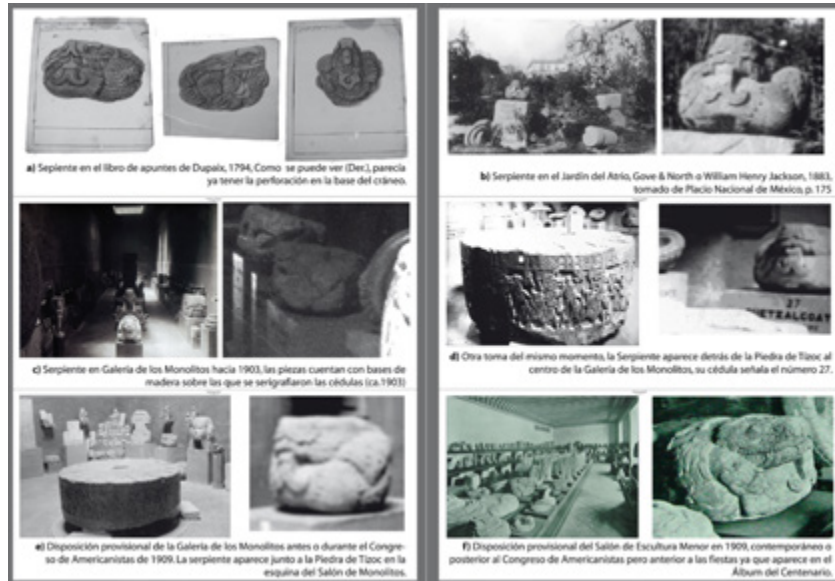 a) Sepiente en el libro de apuntes de Dupaix, 1794, Como se puede ver (Der.), parecía
ya tener la perforación en la base del cráneo.
b) Serpiente en el Jardín del Atrio, Gove & North o William Henry Jackson, 1883,
tomado de Placio Nacional de México, p. 175
c) Serpiente en Galería de los Monolitos hacia 1903, las piezas cuentan con bases de
madera sobre las que se serigrafiaron las cédulas (ca.1903)
27
ETZALCOAT
d) Otra toma del mismo momento, la Serpiente aparece detrás de la Piedra de Tízoc al
centro de la Galería de los Monolitos, su cédula señala el número 27.
e) Disposición provisional de la Galería de los Monolitos antes o durante el Congre-
so de Americanistas de 1909. La serpiente aparece junto a la Piedra de Tízoc en la
esquina del Salón de Monolitos.
f) Disposición provisional del Salón de Escultura Menor en 1909, contemporáneo o
posterior al Congreso de Americanistas pero anterior a las fiestas ya que aparece en el
Álbum del Centenario.